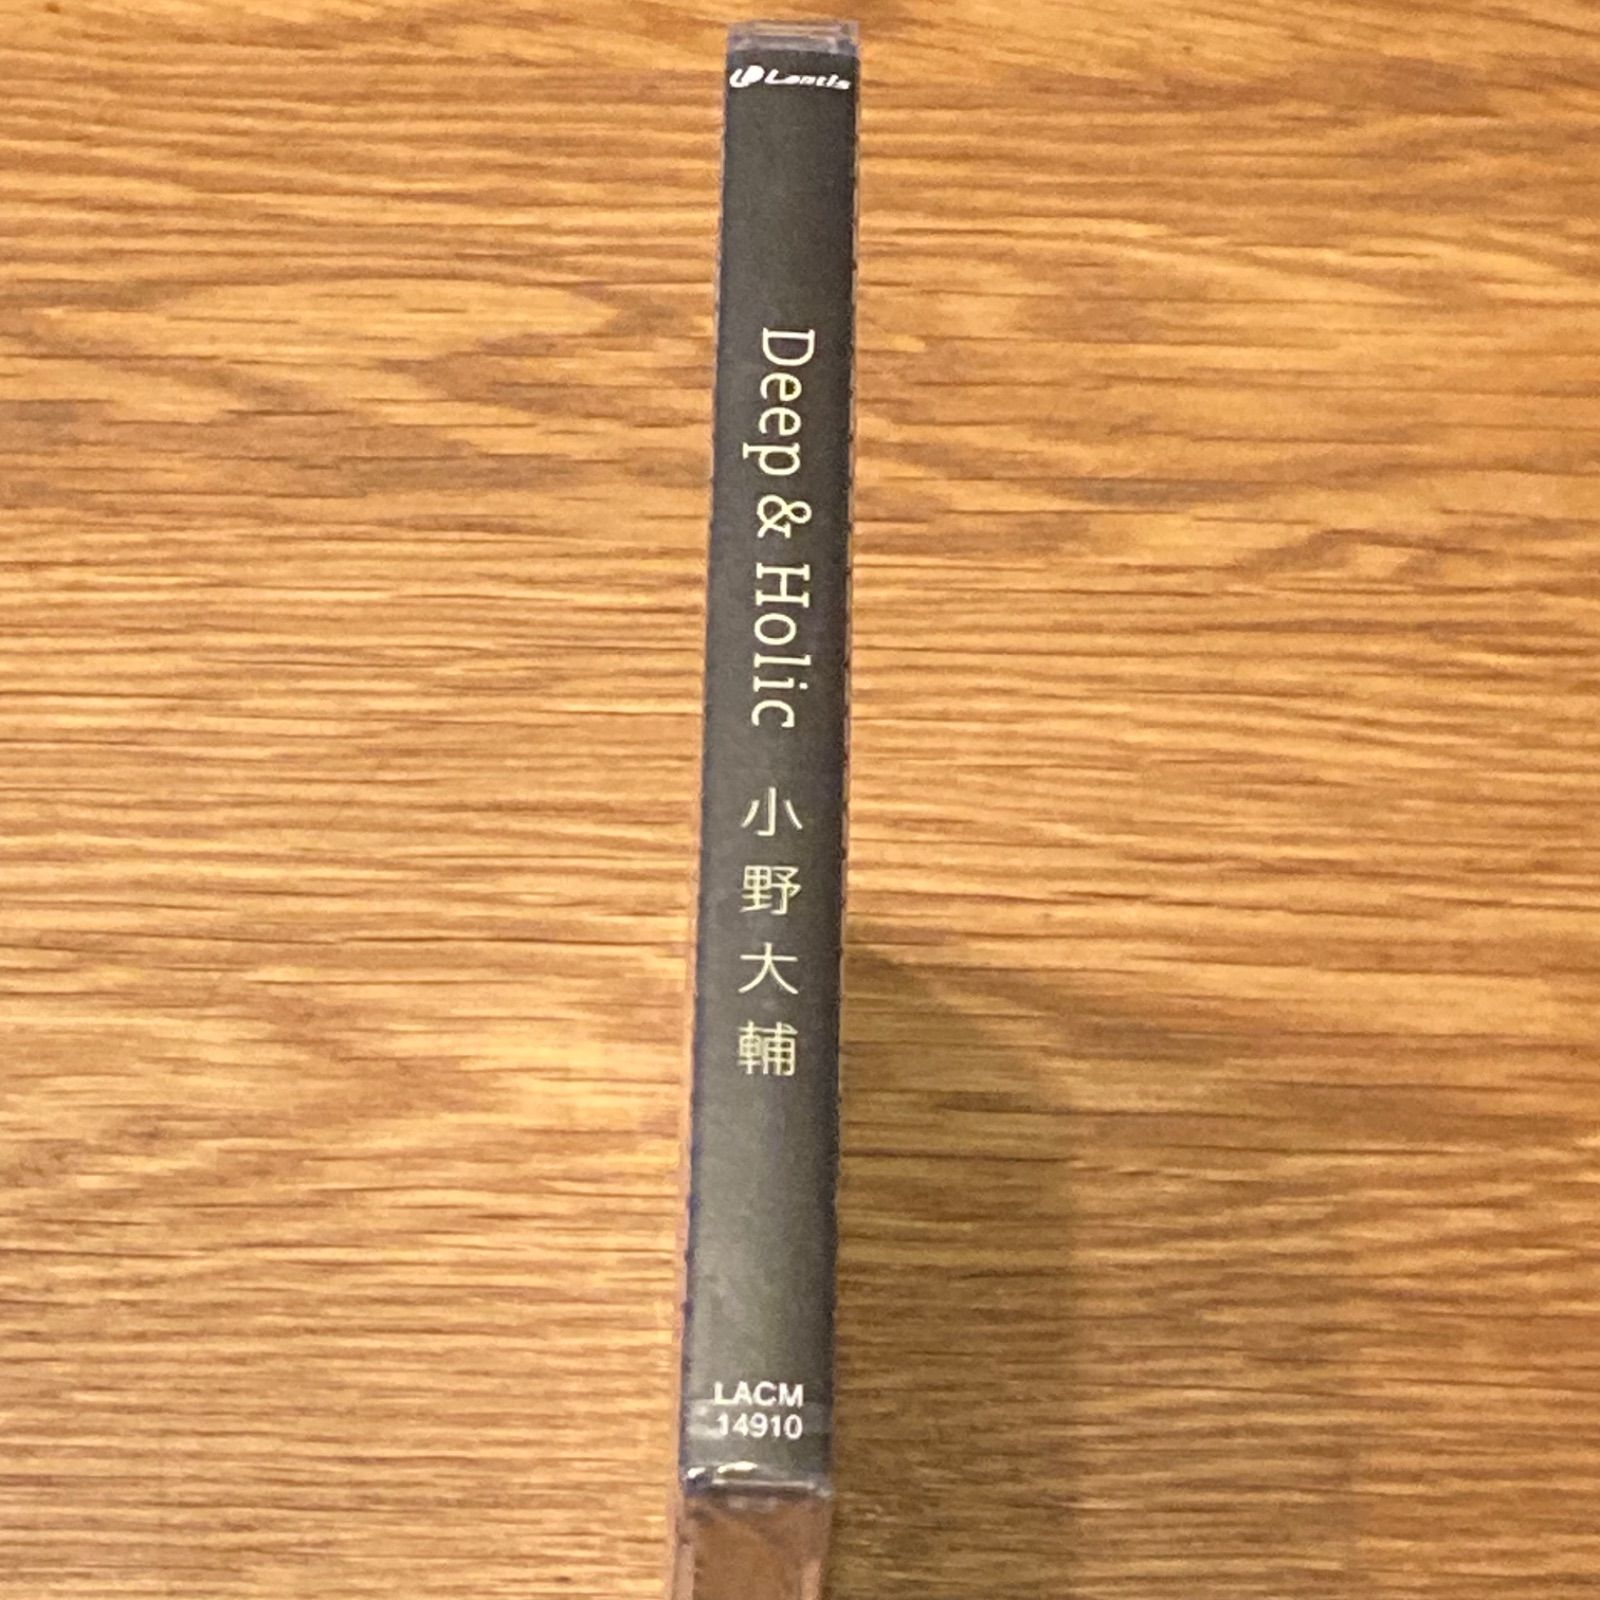 Lantis
Deep & Holic 小野大輔
LACM
14910